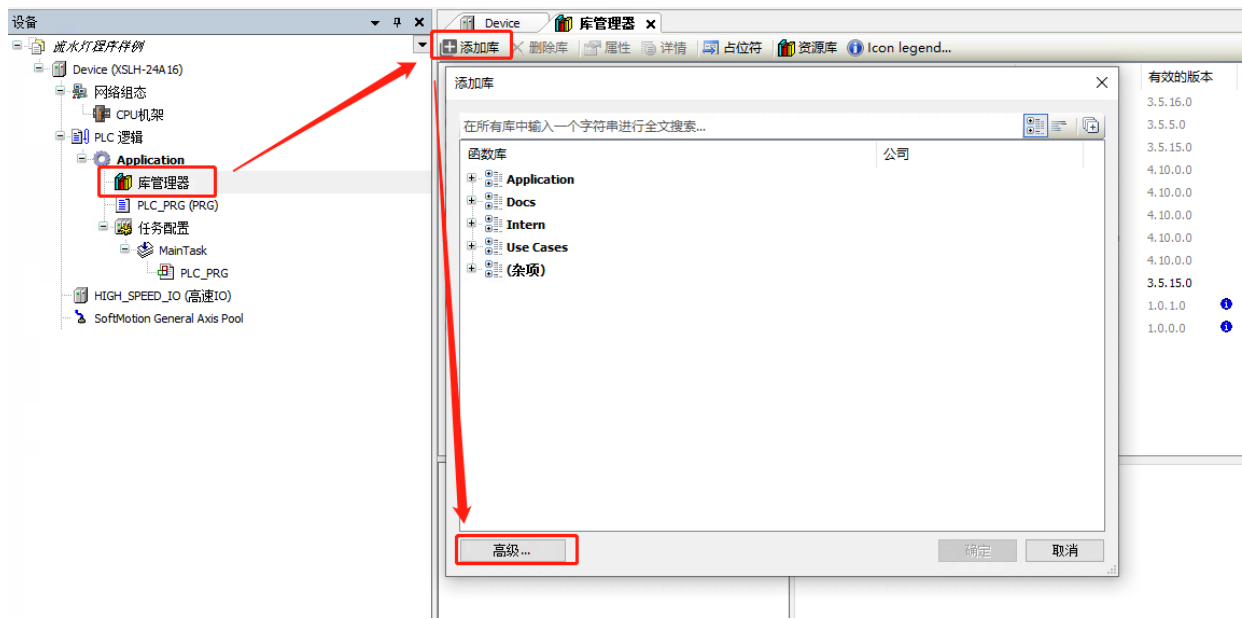 设备
流水灯程序样例
Device (XSLH-24A16)
网络组态
CPU机架
PLC 逻辑
Application
库管理器
PLC_PRG (PRG)
任务配置
MainTask
PLC_PRG
HIGH_SPEED_IO (高速IO)
SoftMotion General Axis Pool
Device
库管理器
添加库 删除库 属性 详情 占位符 资源库 Icon legend...
添加库
在所有库中输入一个字符串进行全文搜索...
函数库 公司
Application
Docs
Intern
Use Cases
(杂项)
高级... 确定 取消
有效的版本
3.5.16.0
3.5.5.0
3.5.15.0
4.10.0.0
4.10.0.0
4.10.0.0
4.10.0.0
4.10.0.0
3.5.15.0
1.0.1.0
1.0.0.0